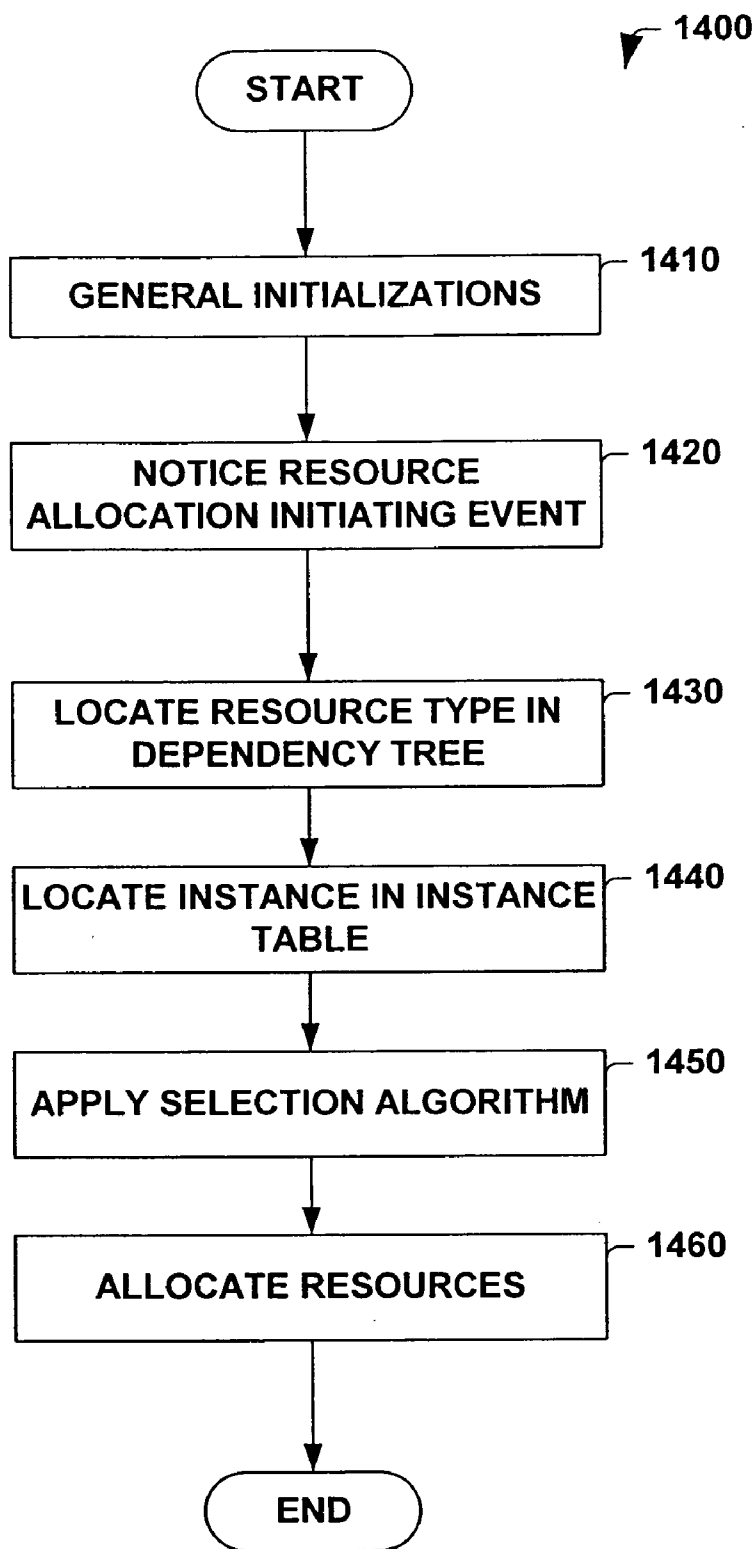 1400
START
1410
GENERAL INITIALIZATIONS
1420
NOTICE RESOURCE
ALLOCATION INITIATING EVENT
1430
LOCATE RESOURCE TYPE IN
DEPENDENCY TREE
1440
LOCATE INSTANCE IN INSTANCE
TABLE
1450
APPLY SELECTION ALGORITHM
1460
ALLOCATE RESOURCES
END